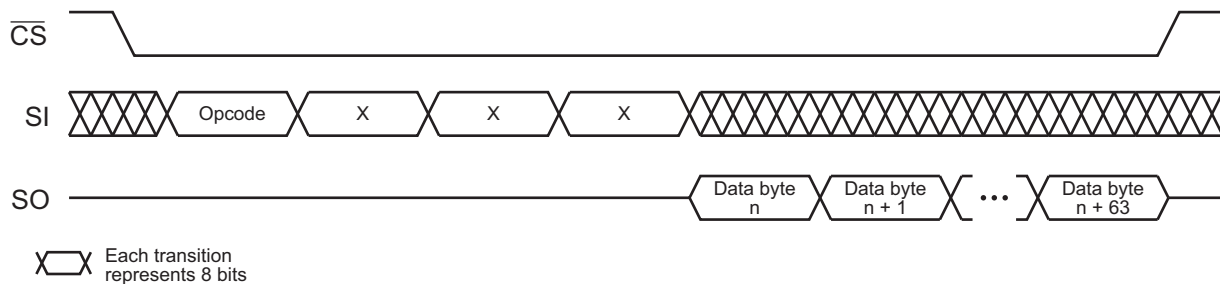 CS
SI
Opcode
X
X
X
SO
Data byte
n
Data byte
n + 1
•••
Data byte
n + 63
Each transition
represents 8 bits